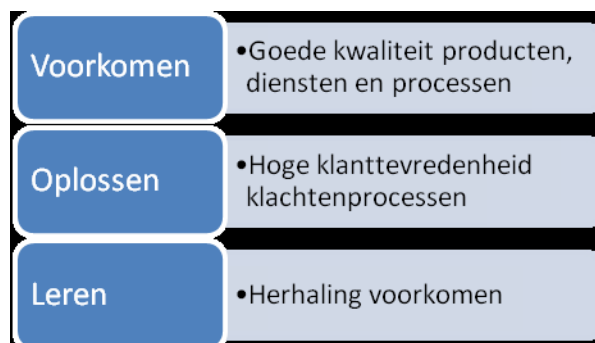 Voorkomen
•Goede kwaliteit producten,
diensten en processen
Oplossen
•Hoge klanttevredenheid
klachtenprocessen
Leren
•Herhaling voorkomen